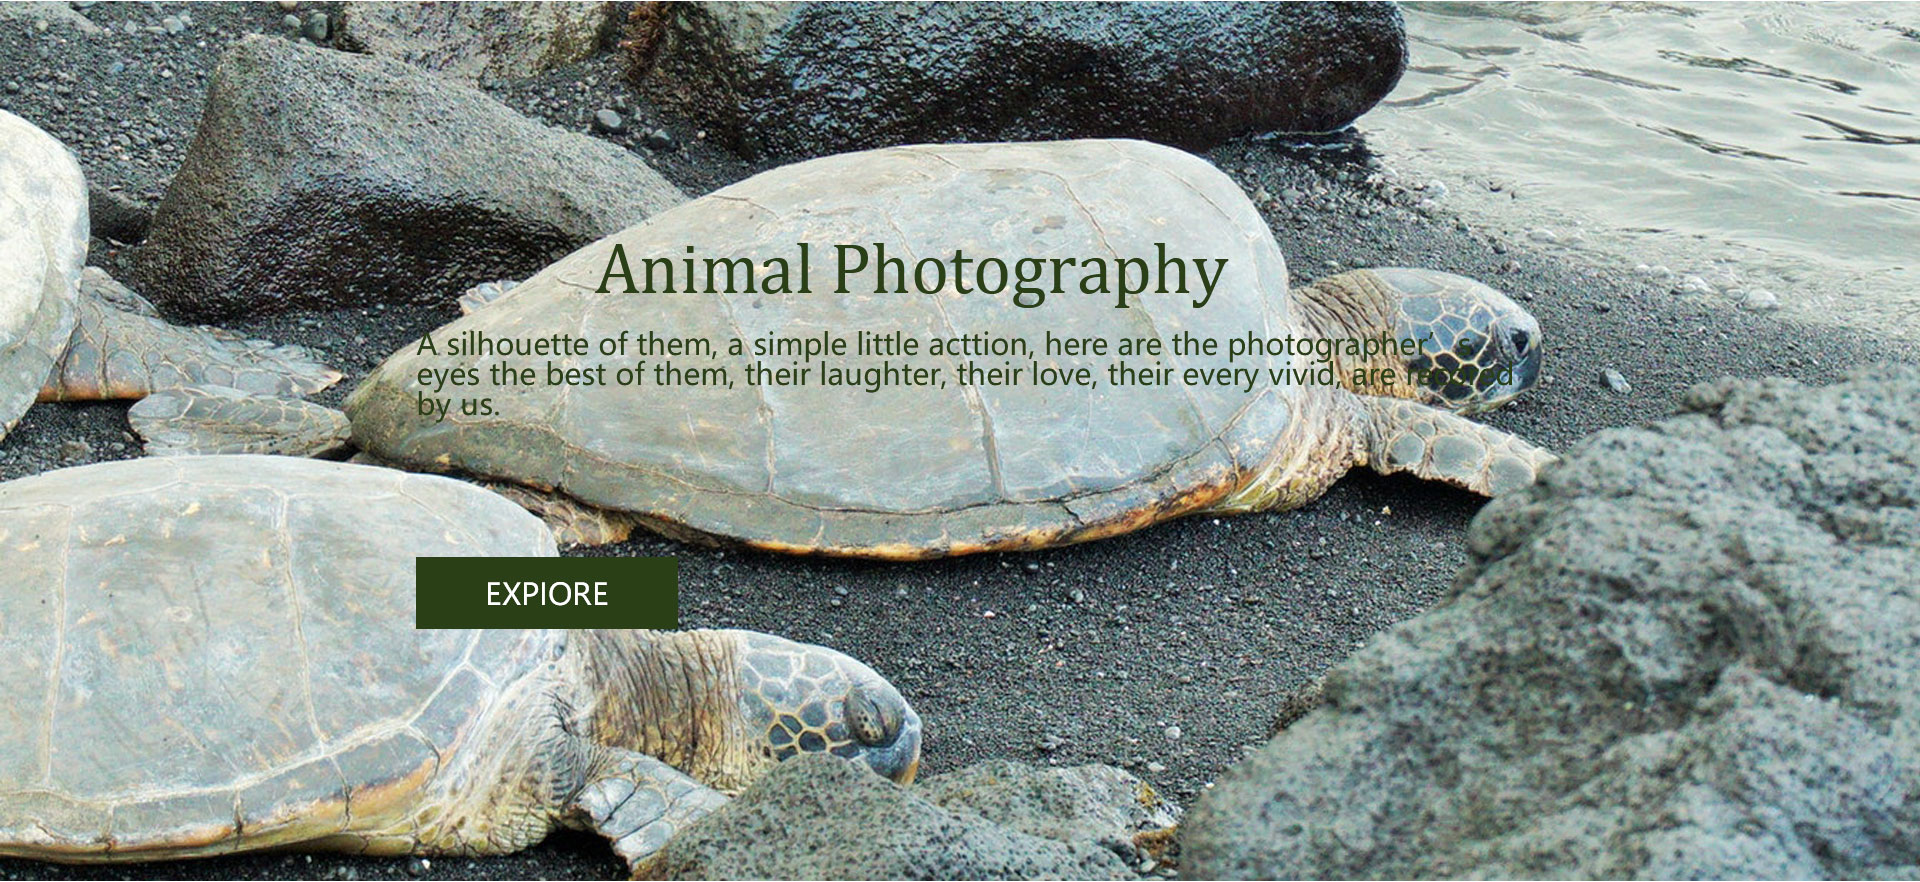 Animal Photography
A silhouette of them, a simple little acttion, here are the photographer’s
eyes the best of them, their laughter, their love, their every vivid, are
by us.
EXPIORE